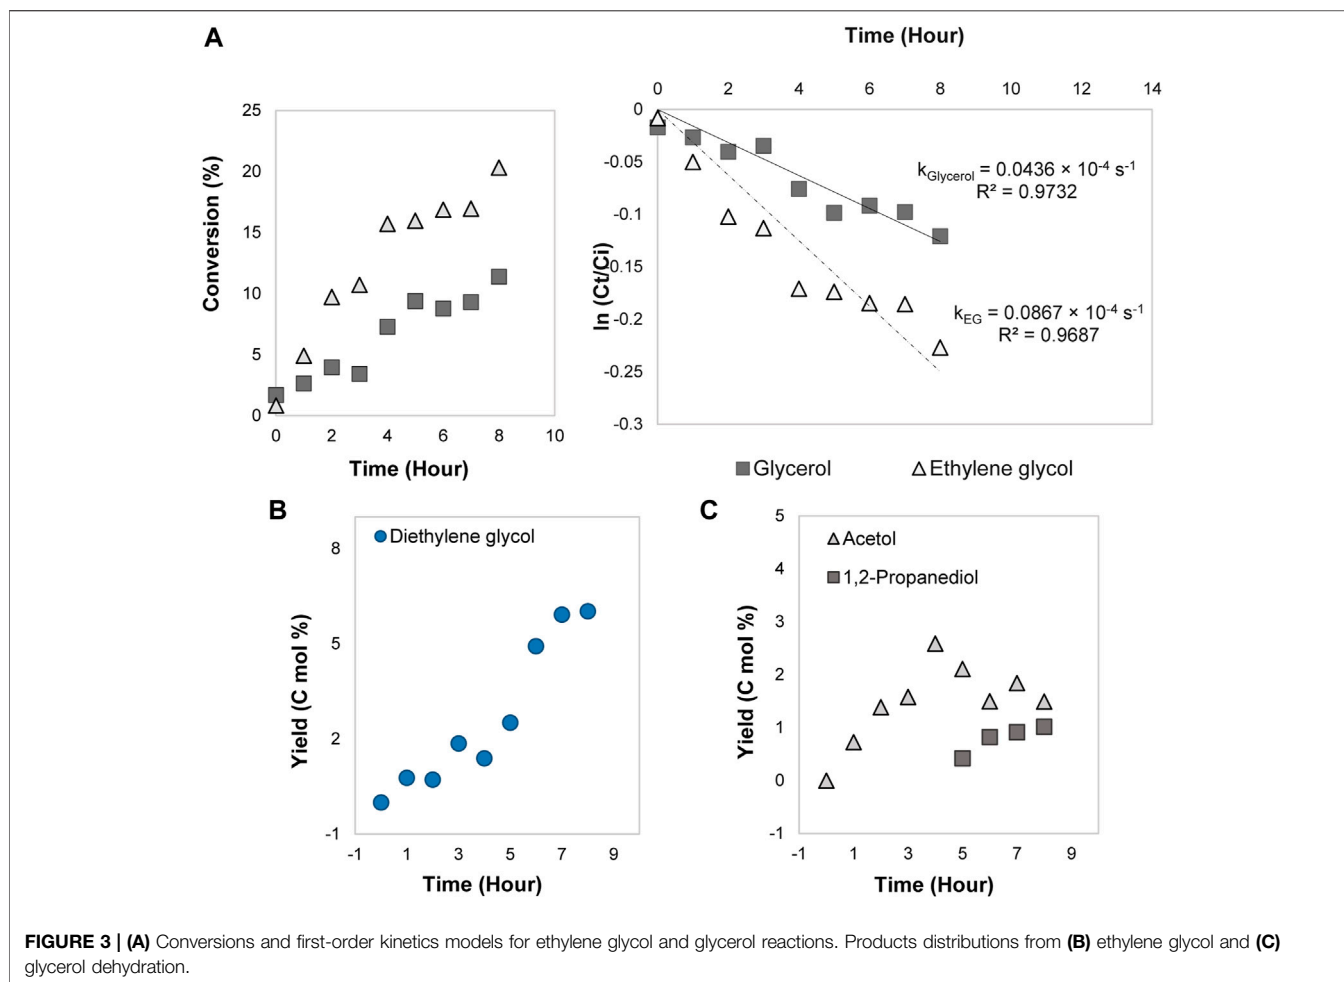 A
Time (Hour)
0 2 4 6 8 10 12 14
25
20
15
10
5
0
Conversion (%)
0 2 4 6 8 10
Time (Hour)
0
-0.05
-0.1
-0.15
-0.2
-0.25
-0.3
ln (Ct/Ci)
kGlycerol = 0.0436 × 10-4 s-1
R² = 0.9732
kEG = 0.0867 × 10-4 s-1
R² = 0.9687
Glycerol Ethylene glycol
B
Diethylene glycol
8
5
2
-1
Yield (C mol %)
-1 1 3 5 7 9
Time (Hour)
C
Acetol
1,2-Propanediol
5
4
3
2
1
0
-1
Yield (C mol %)
-1 1 3 5 7 9
Time (Hour)
FIGURE 3 | (A) Conversions and first-order kinetics models for ethylene glycol and glycerol reactions. Products distributions from (B) ethylene glycol and (C)
glycerol dehydration.